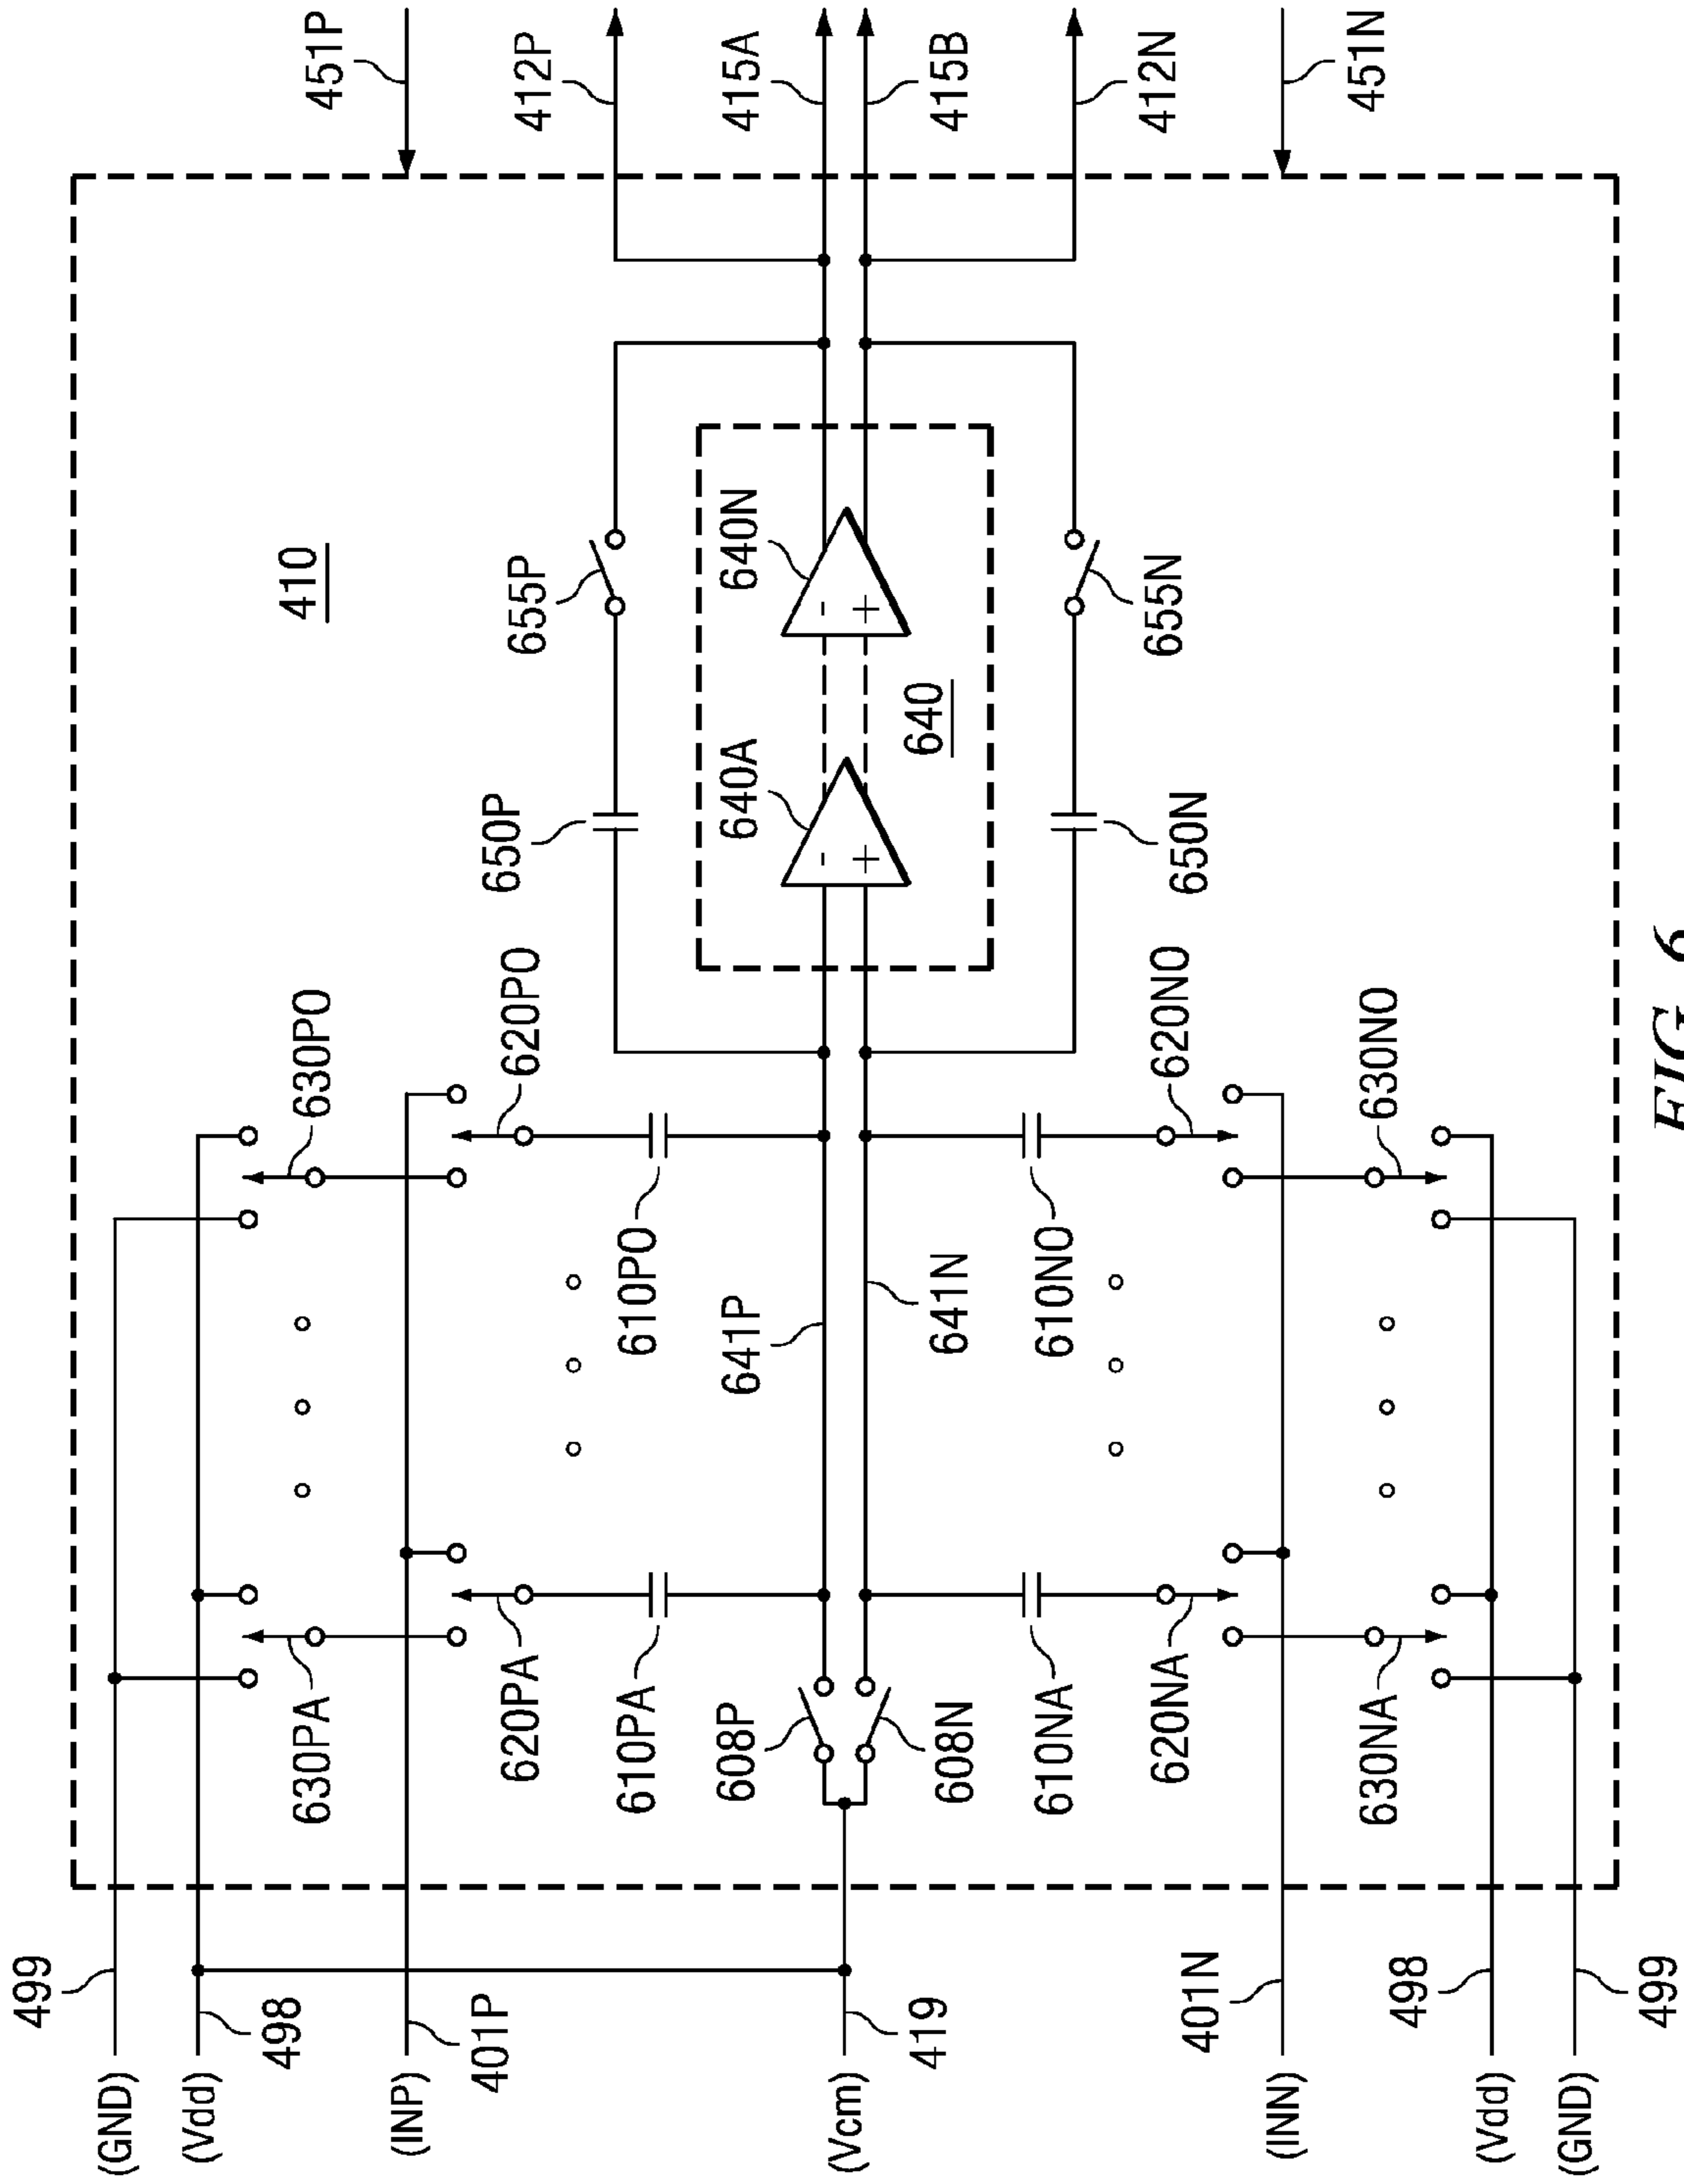 499
(GND)
(Vdd)
498
630PA
630PO
410
451P
(INP)
401P
620PA
620PO
650P
655P
412P
610PA
610PO
608P
641P
640A
640N
415A
- -
(Vcm)
+ +
419
640
608N
641N
415B
610NA
610NO
620NA
620NO
650N
655N
412N
401N
(INN)
451N
630NA
630NO
498
(Vdd)
(GND)
499
FIG. 6